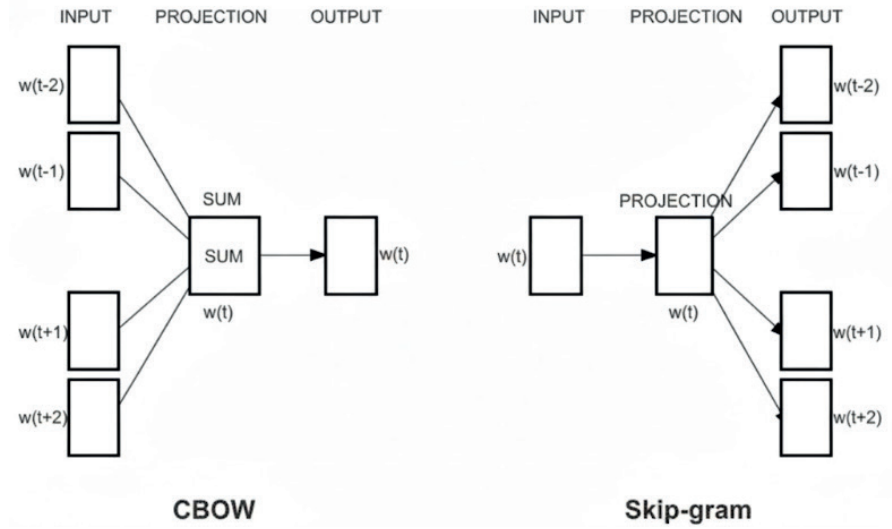 INPUT PROJECTION OUTPUT
w(t-2)
w(t-1)
SUM
SUM
w(t)
w(t)
w(t+1)
w(t+2)
CBOW
INPUT PROJECTION OUTPUT
w(t-2)
w(t-1)
PROJECTION
w(t)
w(t)
w(t+1)
w(t+2)
Skip-gram